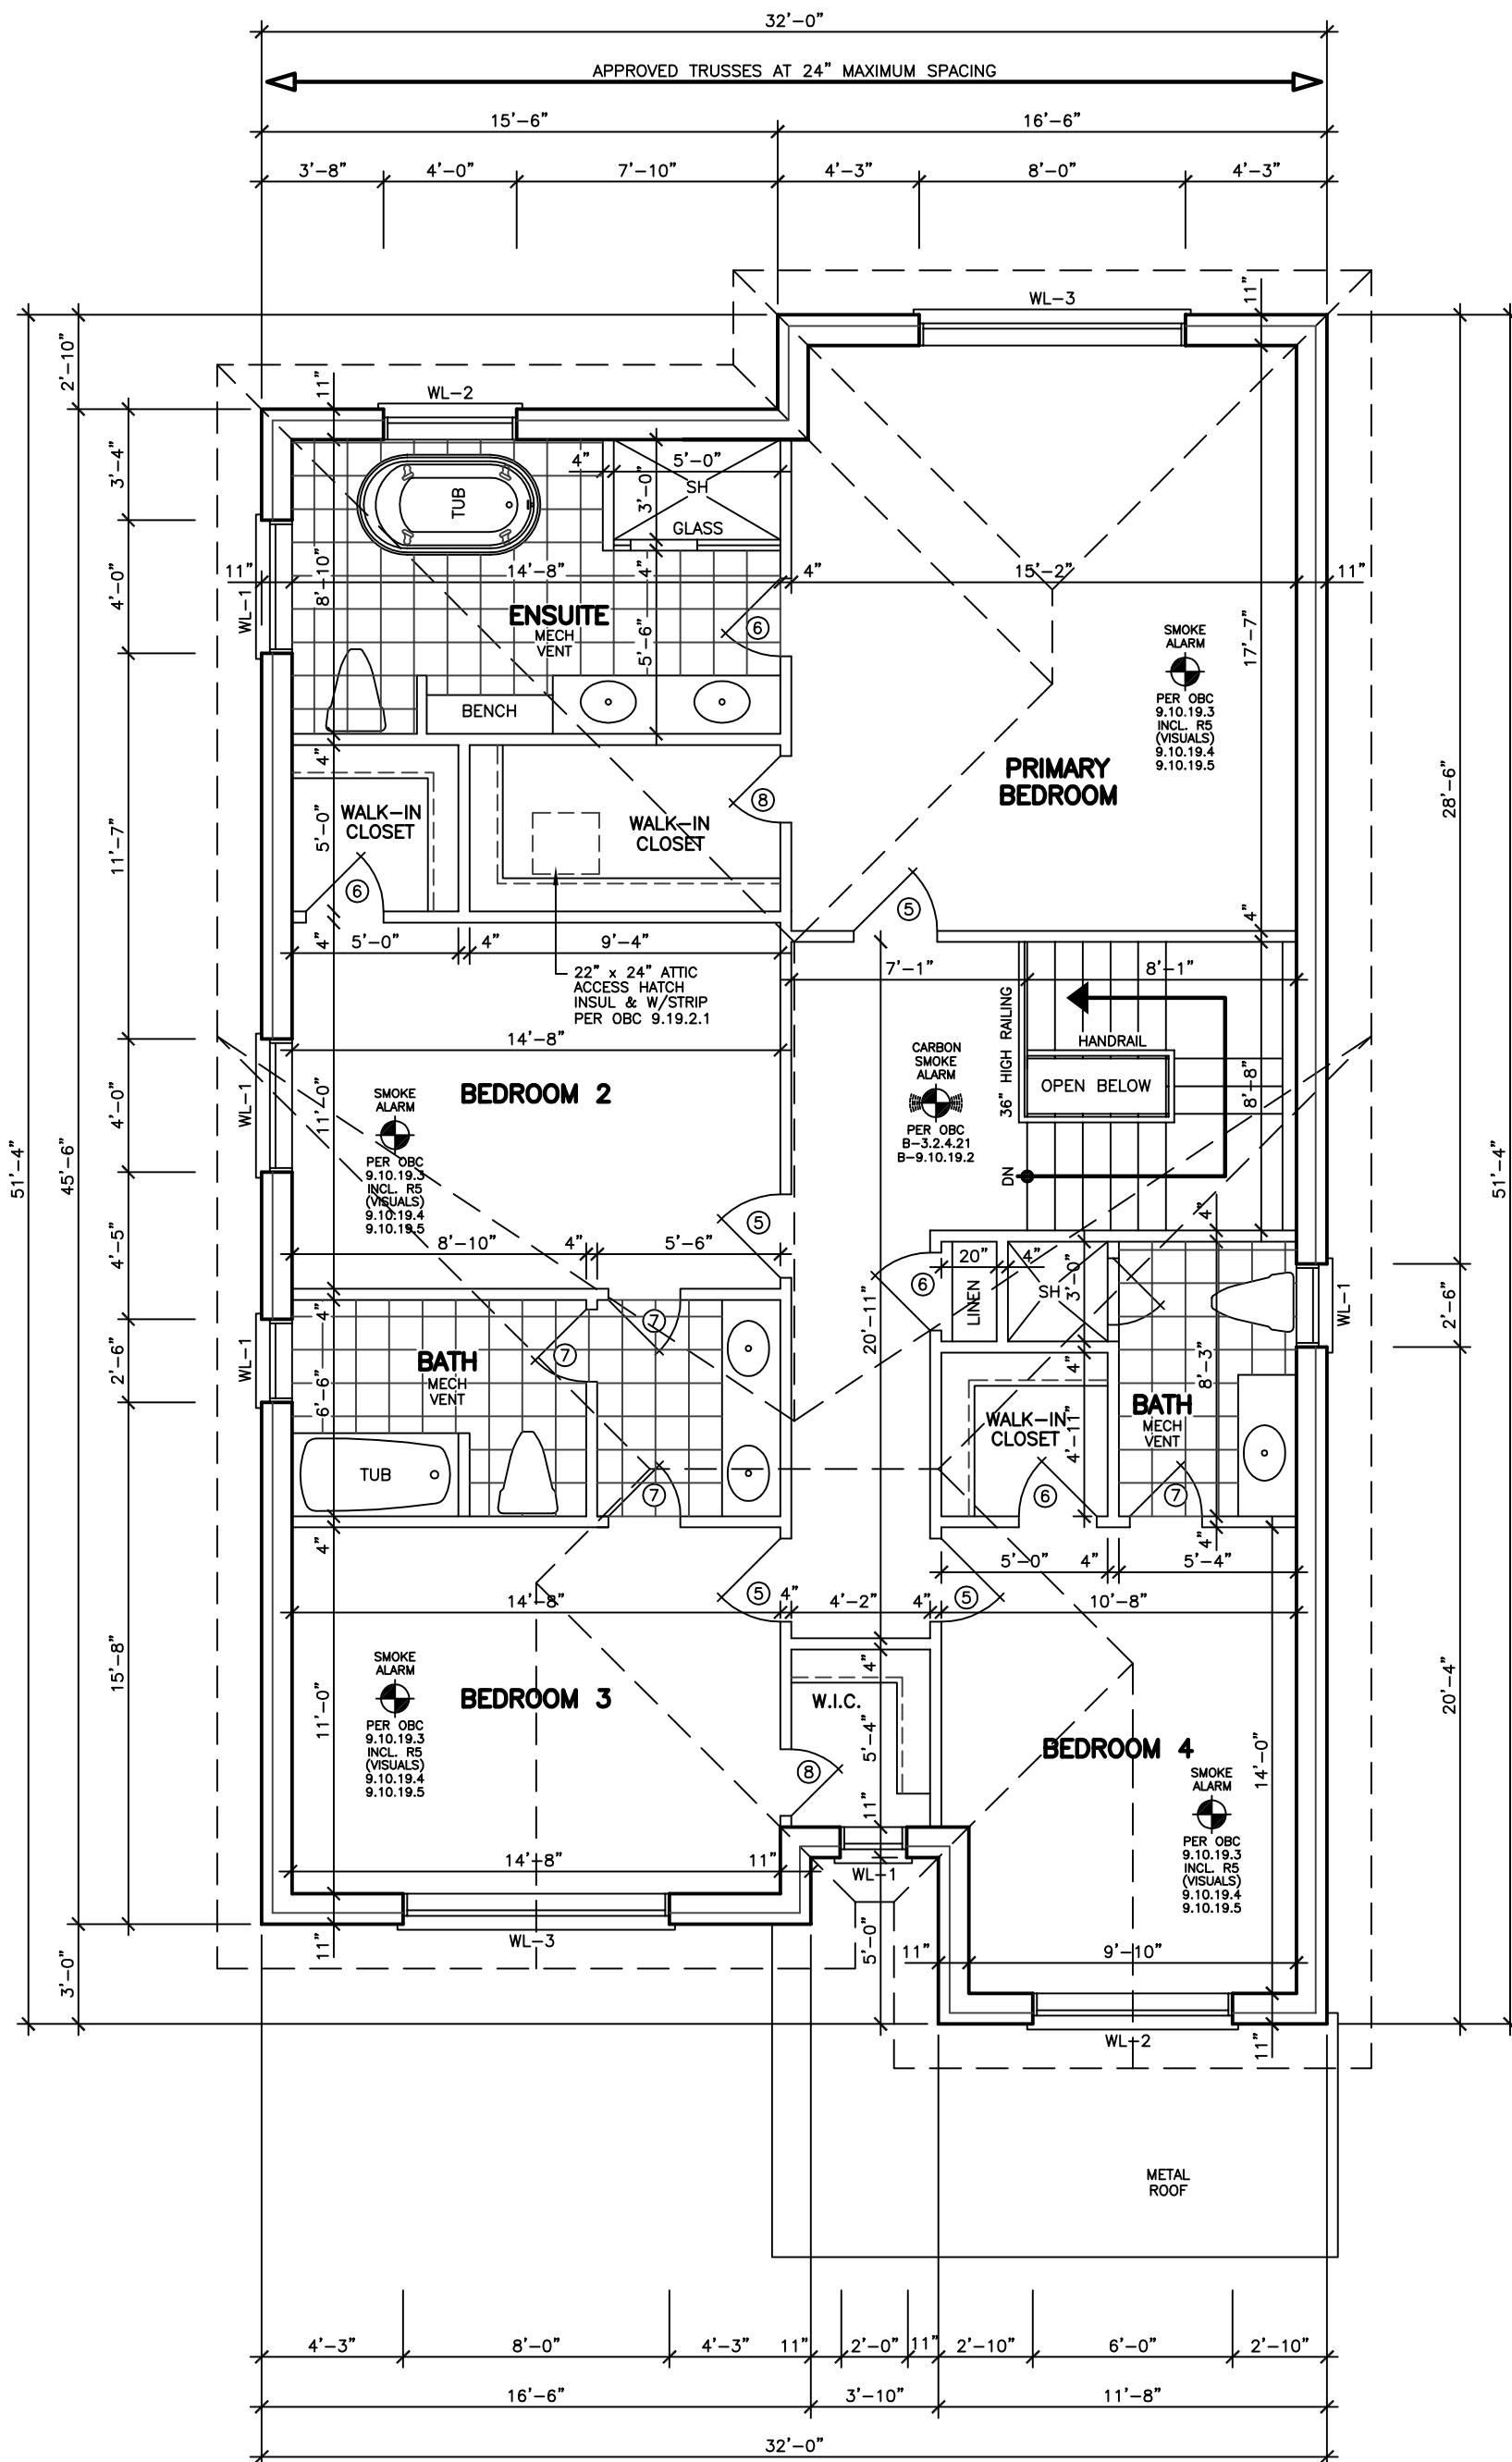 32'-0"
APPROVED TRUSSES AT 24" MAXIMUM SPACING
15'-6" 16'-6"
3'-8" 4'-0" 7'-10" 4'-3" 8'-0" 4'-3"
WL-3
11"
2'-10"
11"
WL-2
3'-4"
4" 5'-0"
TUB
SH
3'-0"
GLASS
11" 14'-8" 4" 15'-2" 11"
4'-0"
WL-1
8'-10"
4"
ENSUITE
MECH
VENT
6
5'-6"
17'-7"
SMOKE
ALARM
PER OBC
9.10.19.3
INCL. R5
(VISUALS)
9.10.19.4
9.10.19.5
BENCH
4"
PRIMARY
BEDROOM
28'-6"
8
WALK-IN
CLOSET
WALK-IN
CLOSET
5'-0"
11'-7"
6
5
4"
4"
5'-0" 4" 9'-4"
22" x 24" ATTIC
ACCESS HATCH
INSUL & W/STRIP
PER OBC 9.19.2.1
7'-1" 8'-1"
36" HIGH RAILING
HANDRAIL
OPEN BELOW
8'-8"
DN
14'-8"
CARBON
SMOKE
ALARM
PER OBC
B-3.2.4.21
B-9.10.19.2
BEDROOM 2
4'-0"
WL-1
11'-0"
SMOKE
ALARM
PER OBC
9.10.19.3
INCL. R5
(VISUALS)
9.10.19.4
9.10.19.5
51'-4"
45'-6"
51'-4"
4'-5"
5
8'-10" 4" 5'-6"
4"
20" 4"
6
LINEN
SH
3'-0"
20'-11"
2'-6"
WL-1
4"
7
7
BATH
MECH
VENT
2'-6"
WL-1
6'-6"
4"
8'-3"
BATH
MECH
VENT
WALK-IN
CLOSET
4'-11"
TUB
7
6
7
4"
4"
5'-0" 4" 5'-4"
5
5
14'-8" 4" 4'-2" 4" 10'-8"
15'-8"
SMOKE
ALARM
PER OBC
9.10.19.3
INCL. R5
(VISUALS)
9.10.19.4
9.10.19.5
BEDROOM 3
11'-0"
4"
W.I.C.
5'-4"
8
11"
BEDROOM 4
14'-0"
20'-4"
SMOKE
ALARM
PER OBC
9.10.19.3
INCL. R5
(VISUALS)
9.10.19.4
9.10.19.5
14'-8" 11"
WL-1
WL-3
11"
5'-0"
11" 9'-10"
3'-0"
WL-2
11"
METAL
ROOF
4'-3" 8'-0" 4'-3" 11" 2'-0" 11" 2'-10" 6'-0" 2'-10"
16'-6" 3'-10" 11'-8"
32'-0"